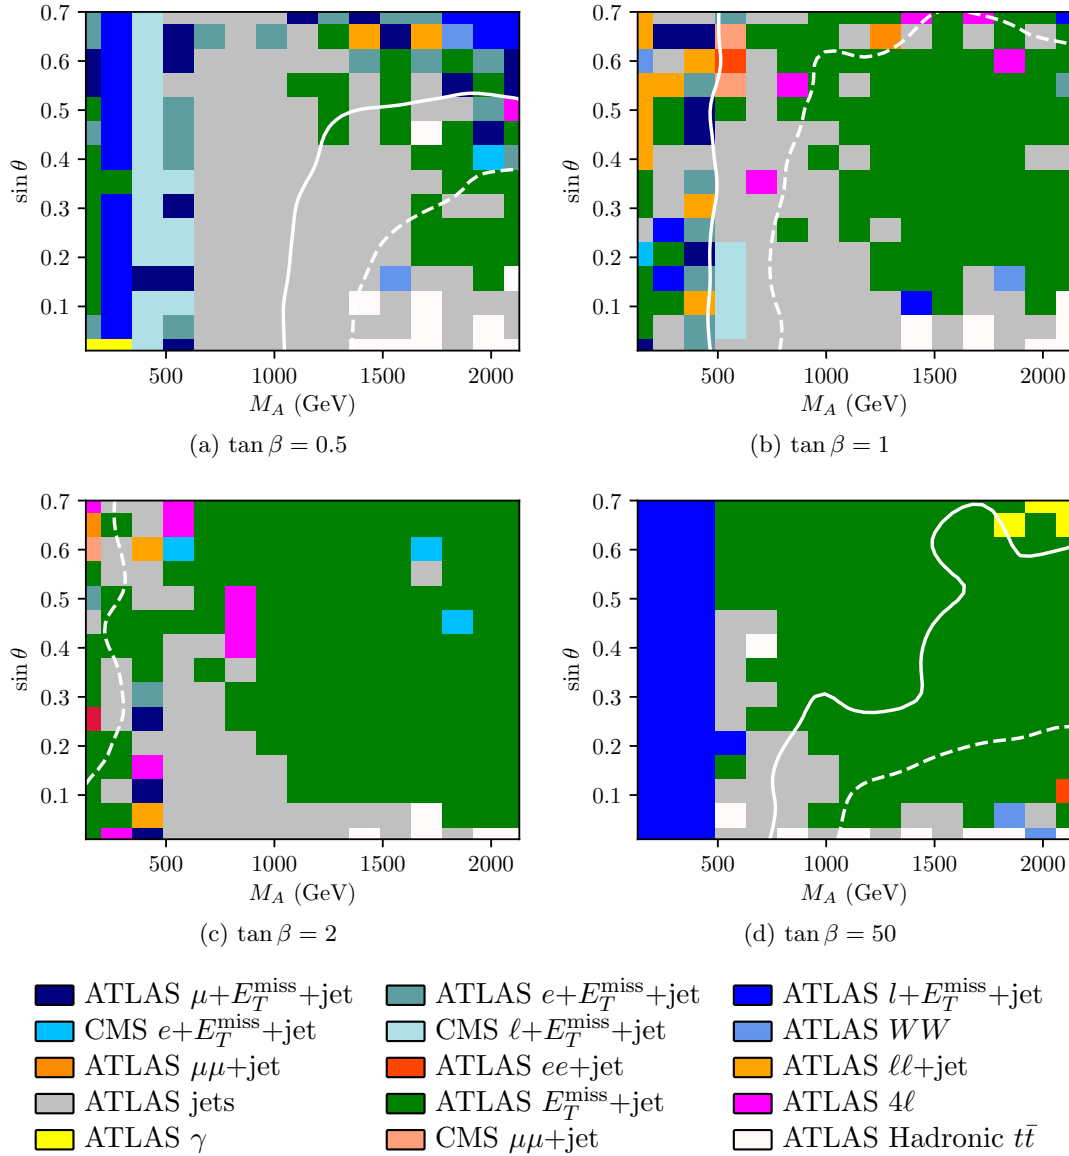 0.7
0.6
0.5
0.4
0.3
0.2
0.1
sin θ
500 1000 1500 2000
M_A (GeV)
(a) tan β = 0.5
0.7
0.6
0.5
0.4
0.3
0.2
0.1
sin θ
500 1000 1500 2000
M_A (GeV)
(b) tan β = 1
0.7
0.6
0.5
0.4
0.3
0.2
0.1
sin θ
500 1000 1500 2000
M_A (GeV)
(c) tan β = 2
0.7
0.6
0.5
0.4
0.3
0.2
0.1
sin θ
500 1000 1500 2000
M_A (GeV)
(d) tan β = 50
ATLAS μ+E_T^miss+jet ATLAS e+E_T^miss+jet ATLAS l+E_T^miss+jet
CMS e+E_T^miss+jet CMS ℓ+E_T^miss+jet ATLAS WW
ATLAS μμ+jet ATLAS ee+jet ATLAS ℓℓ+jet
ATLAS jets ATLAS E_T^miss+jet ATLAS 4ℓ
ATLAS γ CMS μμ+jet ATLAS Hadronic tt̄